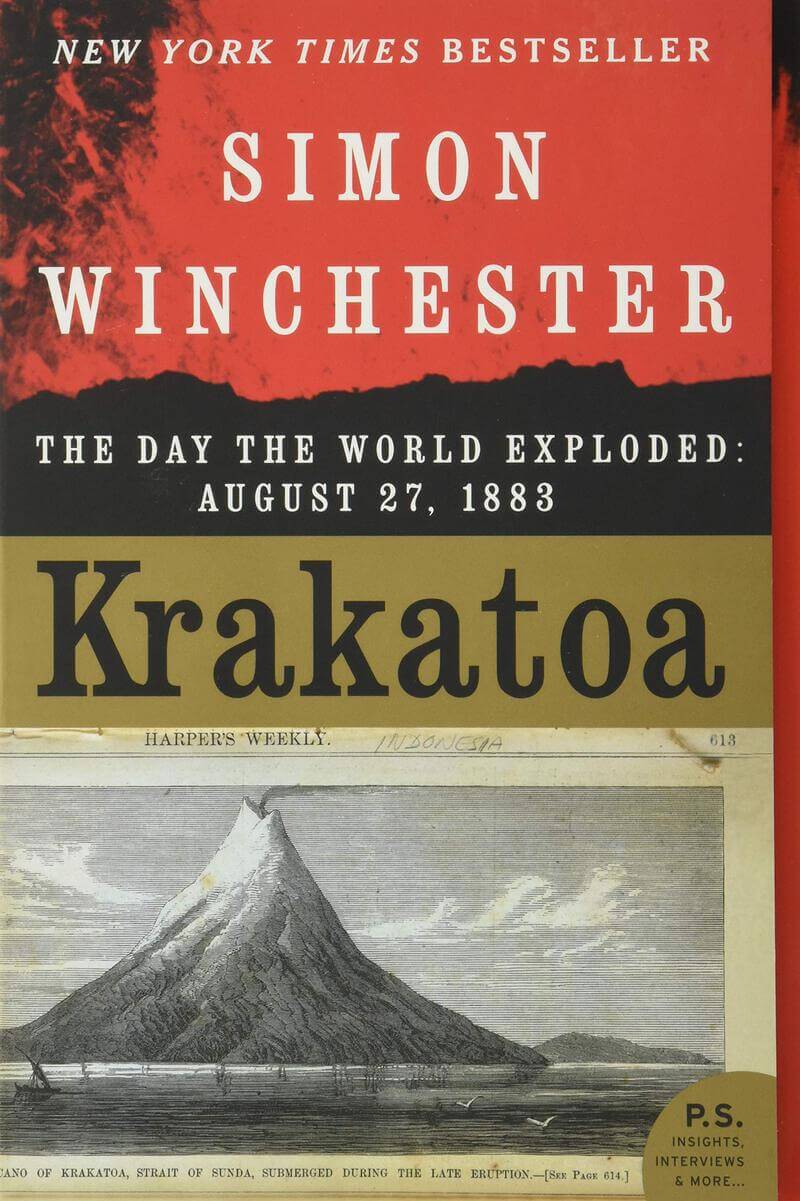 NEW YORK TIMES BESTSELLER
SIMON
WINCHESTER
THE DAY THE WORLD EXPLODED:
AUGUST 27, 1883
Krakatoa
HARPER'S WEEKLY. INDONESIA 613
CANO OF KRAKATOA, STRAIT OF SUNDA, SUBMERGED DURING THE LATE ERUPTION.—[SEE PAGE 614.]
P.S.
INSIGHTS,
INTERVIEWS
& MORE...